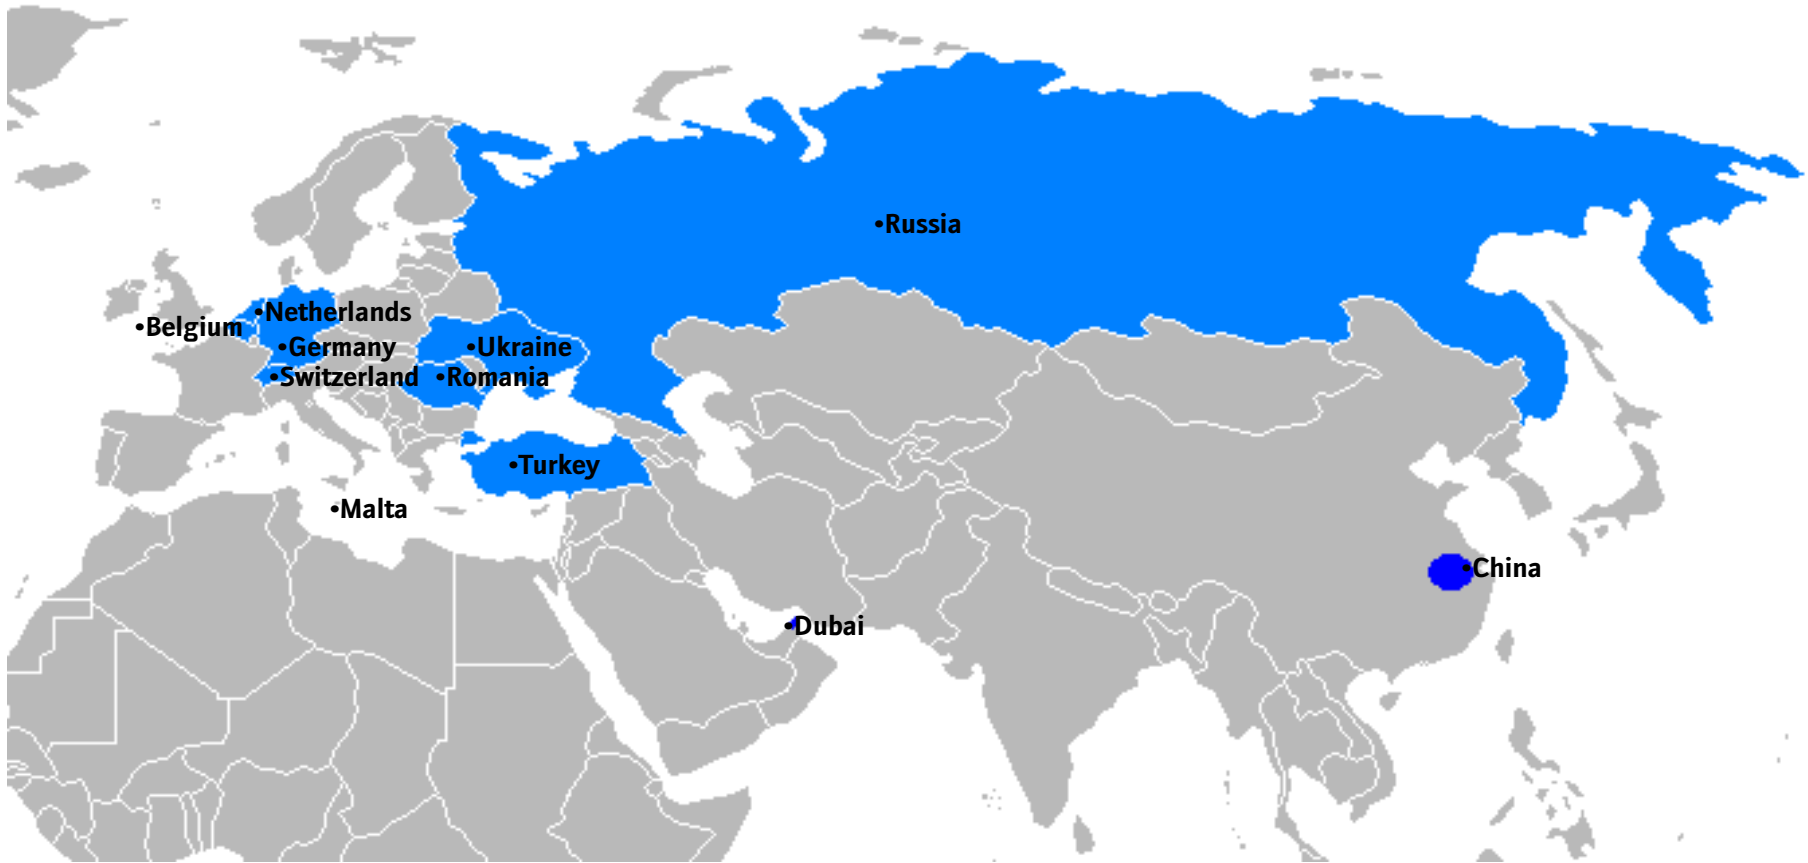 •Russia
•Netherlands
•Belgium
•Germany
•Ukraine
•Switzerland
•Romania
•Turkey
•Malta
•China
•Dubai